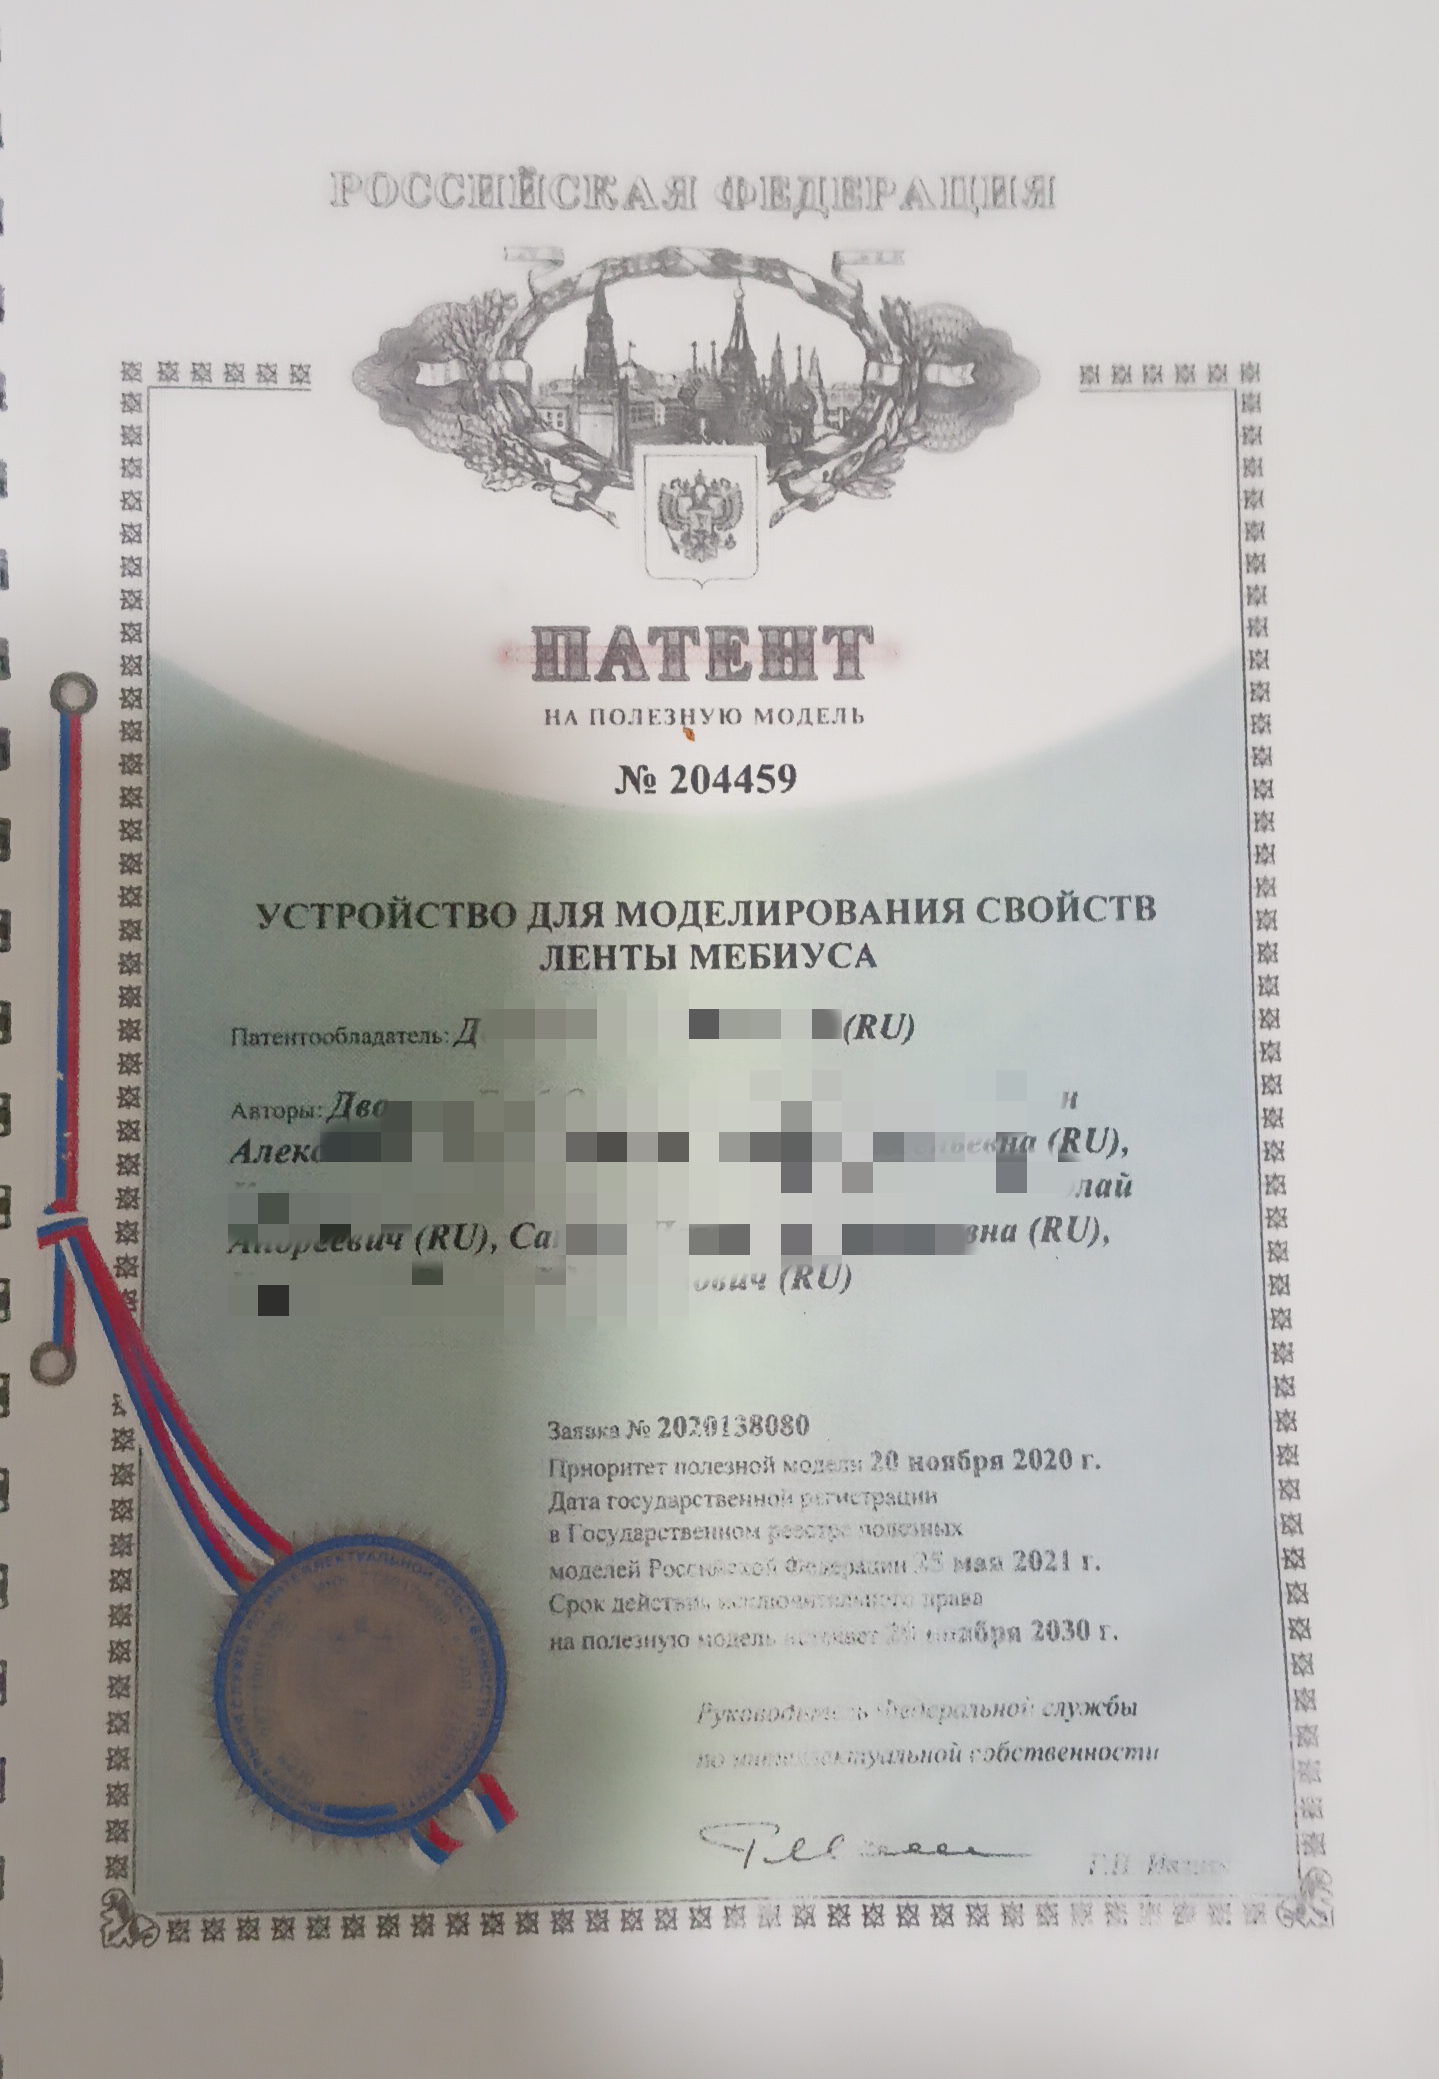 РОССИЙСКАЯ ФЕДЕРАЦИЯ
ПАТЕНТ
НА ПОЛЕЗНУЮ МОДЕЛЬ
№ 204459
УСТРОЙСТВО ДЛЯ МОДЕЛИРОВАНИЯ СВОЙСТВ
ЛЕНТЫ МЕБИУСА
Патентообладатель: (RU)
Авторы:
(RU),
Андреевич (RU), (RU),
(RU)
Заявка № 2020138080
Приоритет полезной модели 20 ноября 2020 г.
Дата государственной регистрации
в Государственном реестре полезных
моделей Российской Федерации 25 мая 2021 г.
Срок действия исключительного права
на полезную модель истекает 20 ноября 2030 г.
Руководитель Федеральной службы
по интеллектуальной собственности